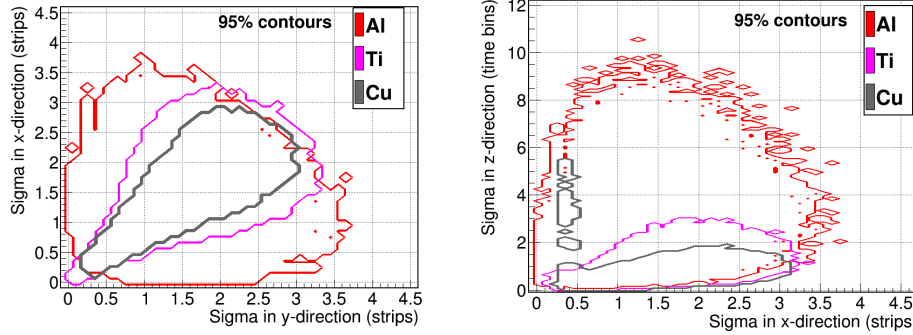 95% contours
Al
Ti
Cu
Sigma in x-direction (strips)
4
3.5
3
2.5
2
1.5
1
0.5
0
0 0.5 1 1.5 2 2.5 3 3.5 4 4.5
Sigma in y-direction (strips)
95% contours
Al
Ti
Cu
Sigma in z-direction (time bins)
12
10
8
6
4
2
0
0 0.5 1 1.5 2 2.5 3 3.5 4 4.5
Sigma in x-direction (strips)